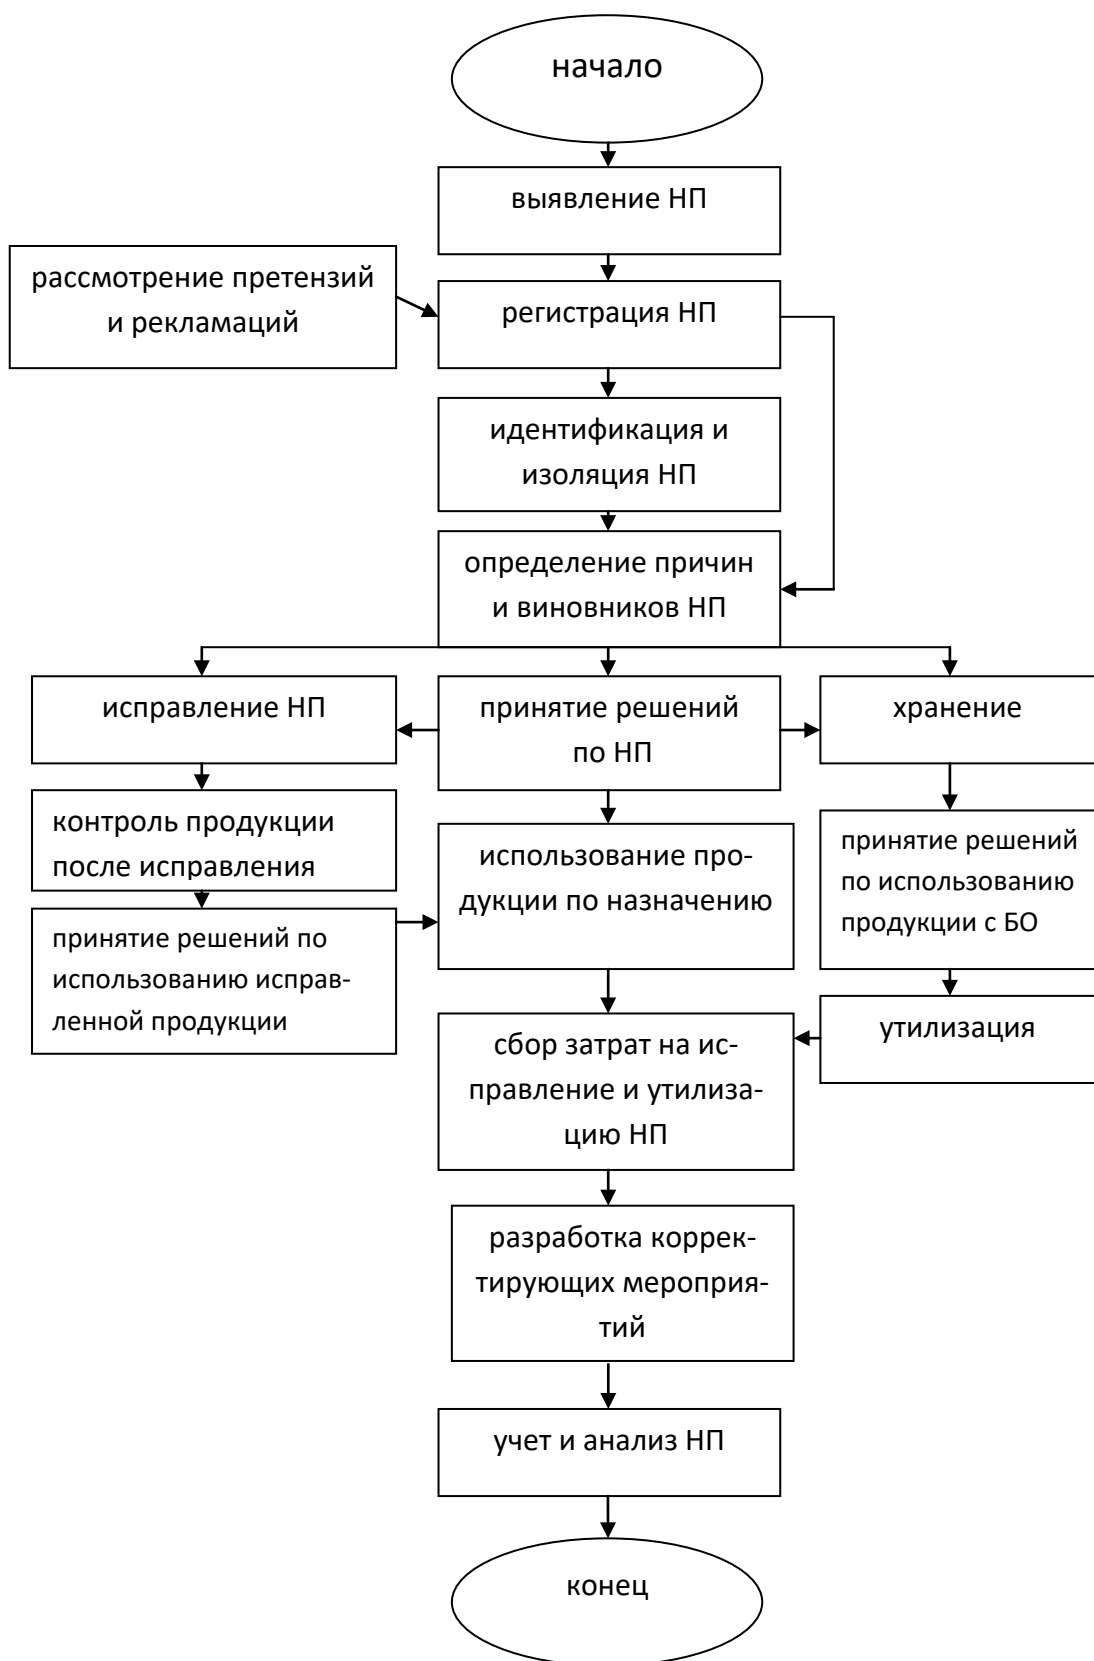 начало
выявление НП
рассмотрение претензий
и рекламаций
регистрация НП
идентификация и
изоляция НП
определение причин
и виновников НП
исправление НП
принятие решений
по НП
хранение
контроль продукции
после исправления
использование про-
дукции по назначению
принятие решений
по использованию
продукции с БО
принятие решений по
использованию исправ-
ленной продукции
сбор затрат на ис-
правление и утилиза-
цию НП
утилизация
разработка коррек-
тирующих мероприя-
тий
учет и анализ НП
конец